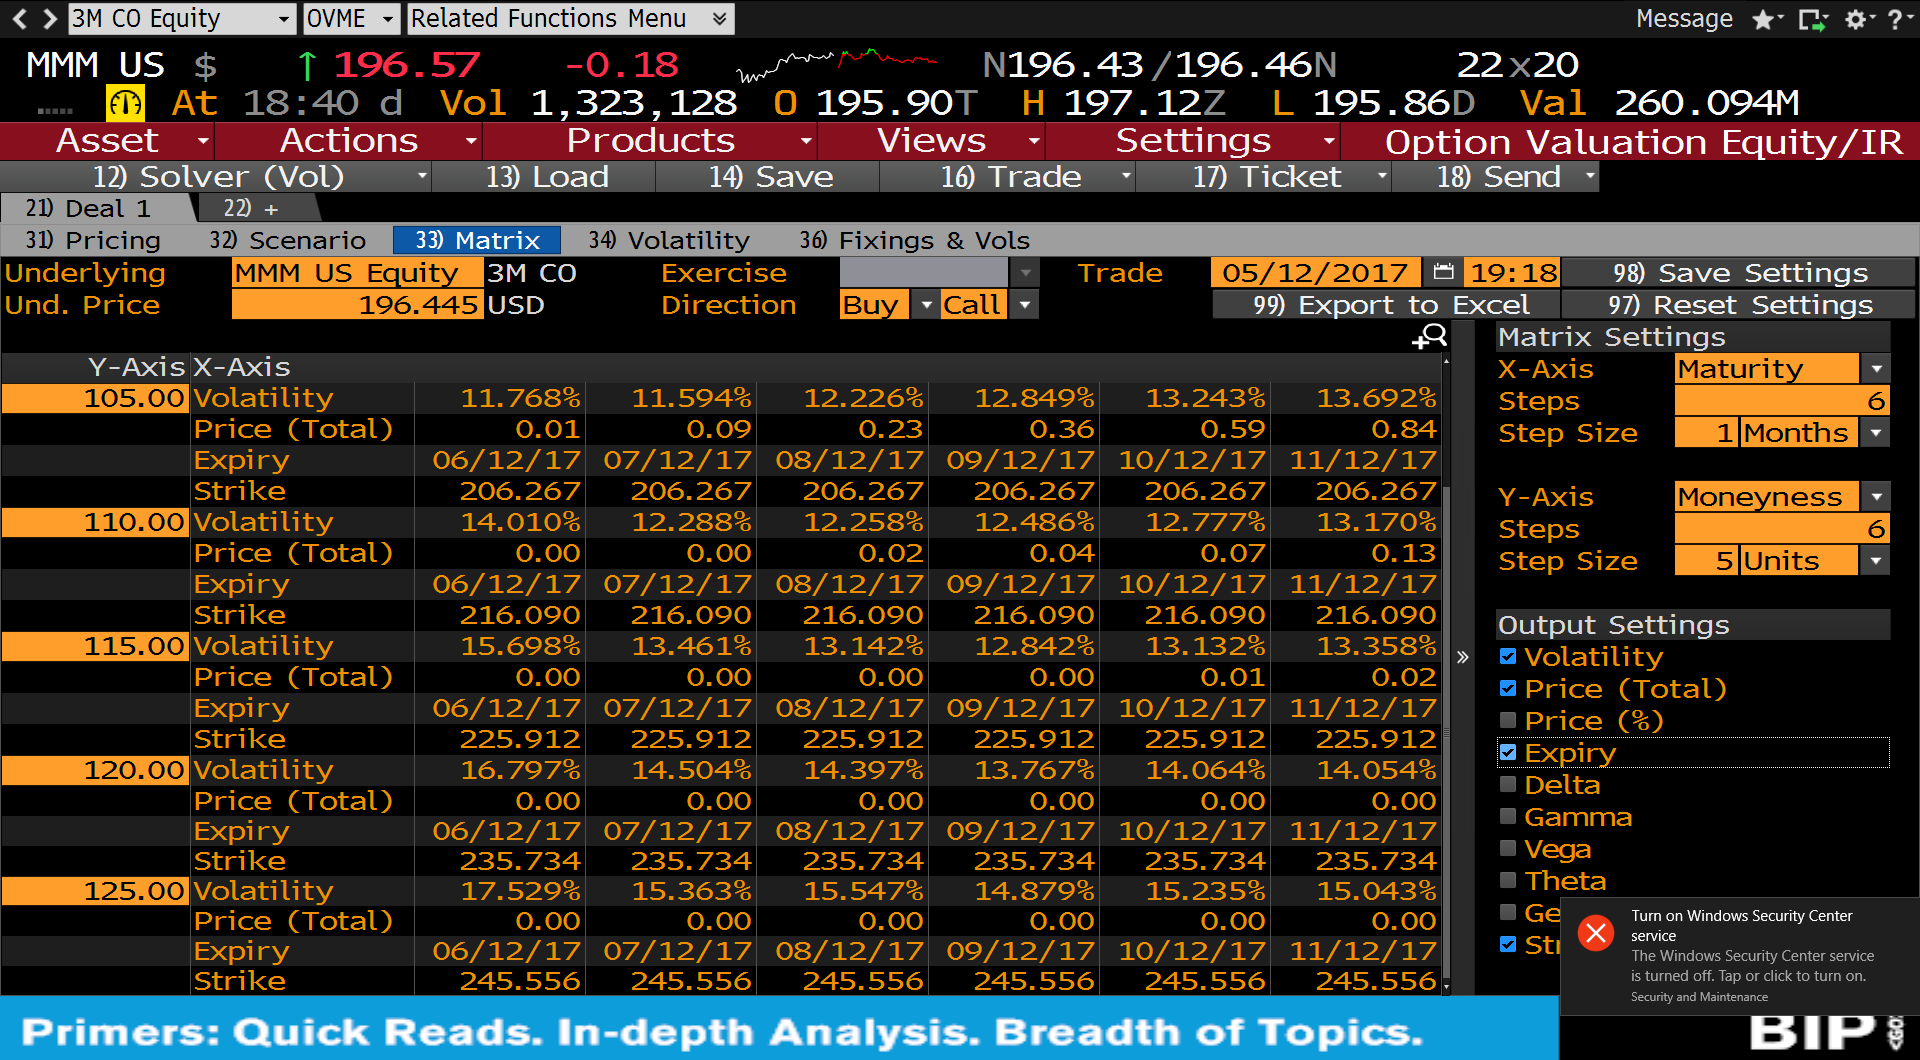 3M CO Equity OVME Related Functions Menu Message
MMM US $ ↑ 196.57 -0.18 N196.43 /196.46N 22x20
At 18:40 d Vol 1,323,128 O 195.90T H 197.12Z L 195.86D Val 260.094M
Asset Actions Products Views Settings Option Valuation Equity/IR
12) Solver (Vol) 13) Load 14) Save 16) Trade 17) Ticket 18) Send
21) Deal 1 22) +
31) Pricing 32) Scenario 33) Matrix 34) Volatility 36) Fixings & Vols
Underlying MMM US Equity 3M CO Exercise Trade 05/12/2017 19:18 98) Save Settings
Und. Price 196.445 USD Direction Buy Call 99) Export to Excel 97) Reset Settings
Y-Axis X-Axis
105.00 Volatility 11.768% 11.594% 12.226% 12.849% 13.243% 13.692%
Price (Total) 0.01 0.09 0.23 0.36 0.59 0.84
Expiry 06/12/17 07/12/17 08/12/17 09/12/17 10/12/17 11/12/17
Strike 206.267 206.267 206.267 206.267 206.267 206.267
110.00 Volatility 14.010% 12.288% 12.258% 12.486% 12.777% 13.170%
Price (Total) 0.00 0.00 0.02 0.04 0.07 0.13
Expiry 06/12/17 07/12/17 08/12/17 09/12/17 10/12/17 11/12/17
Strike 216.090 216.090 216.090 216.090 216.090 216.090
115.00 Volatility 15.698% 13.461% 13.142% 12.842% 13.132% 13.358%
Price (Total) 0.00 0.00 0.00 0.00 0.01 0.02
Expiry 06/12/17 07/12/17 08/12/17 09/12/17 10/12/17 11/12/17
Strike 225.912 225.912 225.912 225.912 225.912 225.912
120.00 Volatility 16.797% 14.504% 14.397% 13.767% 14.064% 14.054%
Price (Total) 0.00 0.00 0.00 0.00 0.00 0.00
Expiry 06/12/17 07/12/17 08/12/17 09/12/17 10/12/17 11/12/17
Strike 235.734 235.734 235.734 235.734 235.734 235.734
125.00 Volatility 17.529% 15.363% 15.547% 14.879% 15.235% 15.043%
Price (Total) 0.00 0.00 0.00 0.00 0.00 0.00
Expiry 06/12/17 07/12/17 08/12/17 09/12/17 10/12/17 11/12/17
Strike 245.556 245.556 245.556 245.556 245.556 245.556
Matrix Settings
X-Axis Maturity
Steps 6
Step Size 1 Months
Y-Axis Moneyness
Steps 6
Step Size 5 Units
Output Settings
Volatility
Price (Total)
Price (%)
Expiry
Delta
Gamma
Vega
Theta
Ge
Str
Turn on Windows Security Center
service
The Windows Security Center service
is turned off. Tap or click to turn on.
Security and Maintenance
Primers: Quick Reads. In-depth Analysis. Breadth of Topics.
BIP <GO>